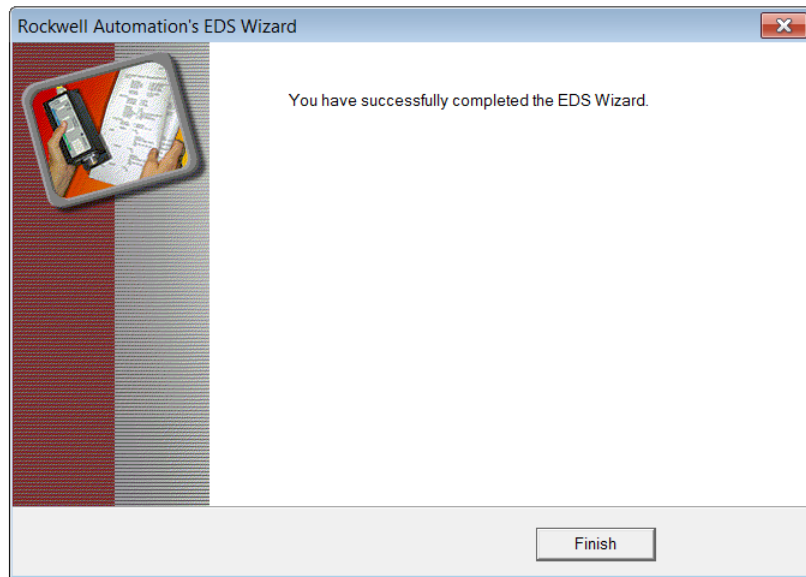 Rockwell Automation's EDS Wizard
You have successfully completed the EDS Wizard.
Finish